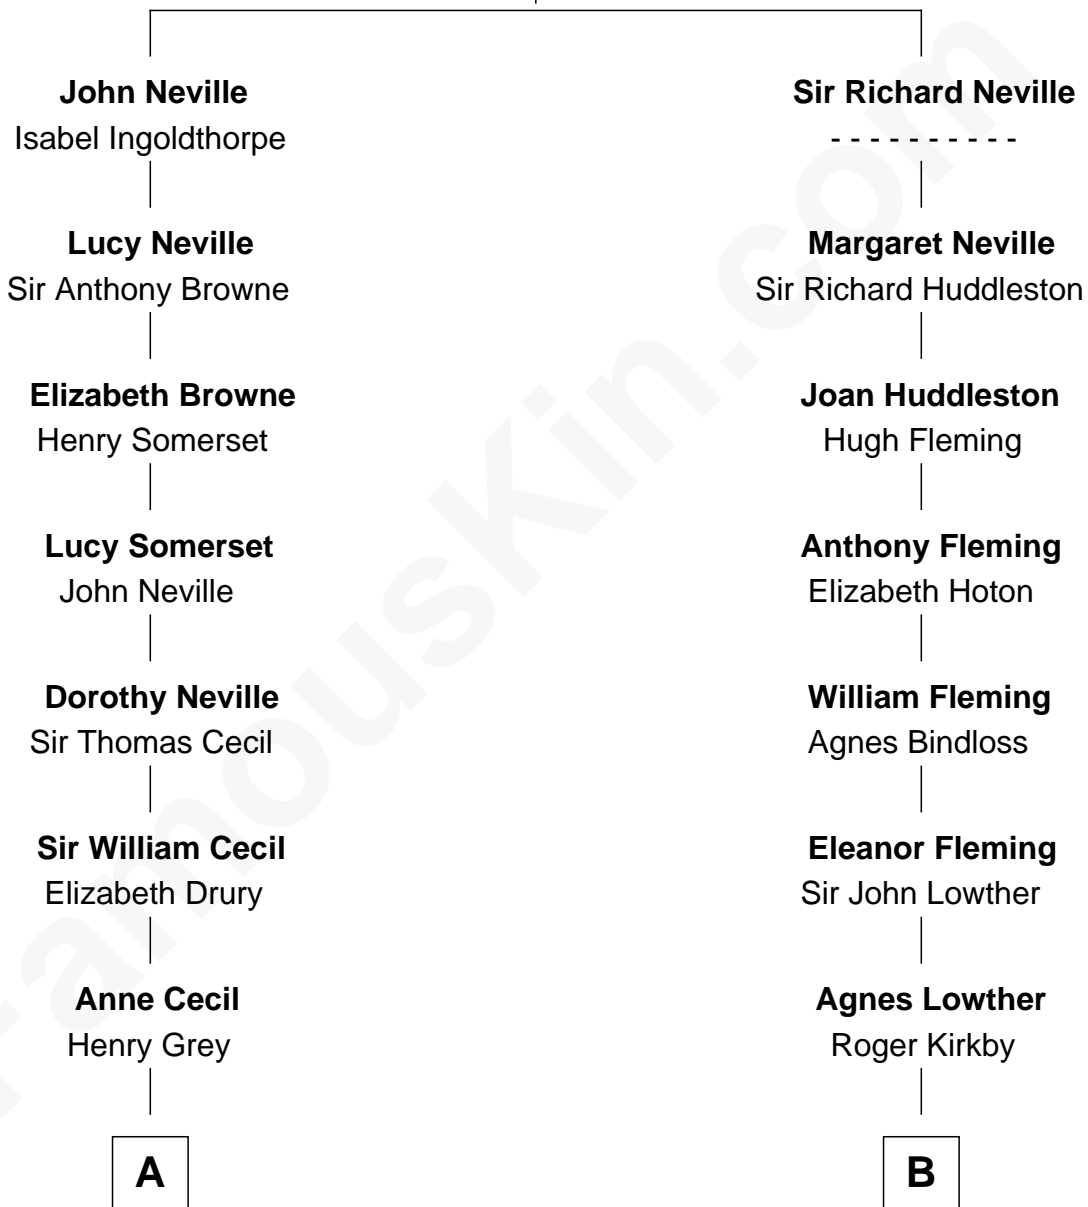 John Neville
Isabel Ingoldthorpe
Lucy Neville
Sir Anthony Browne
Elizabeth Browne
Henry Somerset
Lucy Somerset
John Neville
Dorothy Neville
Sir Thomas Cecil
Sir William Cecil
Elizabeth Drury
Anne Cecil
Henry Grey
A
Sir Richard Neville
- - - - - - - - - -
Margaret Neville
Sir Richard Huddleston
Joan Huddleston
Hugh Fleming
Anthony Fleming
Elizabeth Hoton
William Fleming
Agnes Bindloss
Eleanor Fleming
Sir John Lowther
Agnes Lowther
Roger Kirkby
B
FamousKin.com